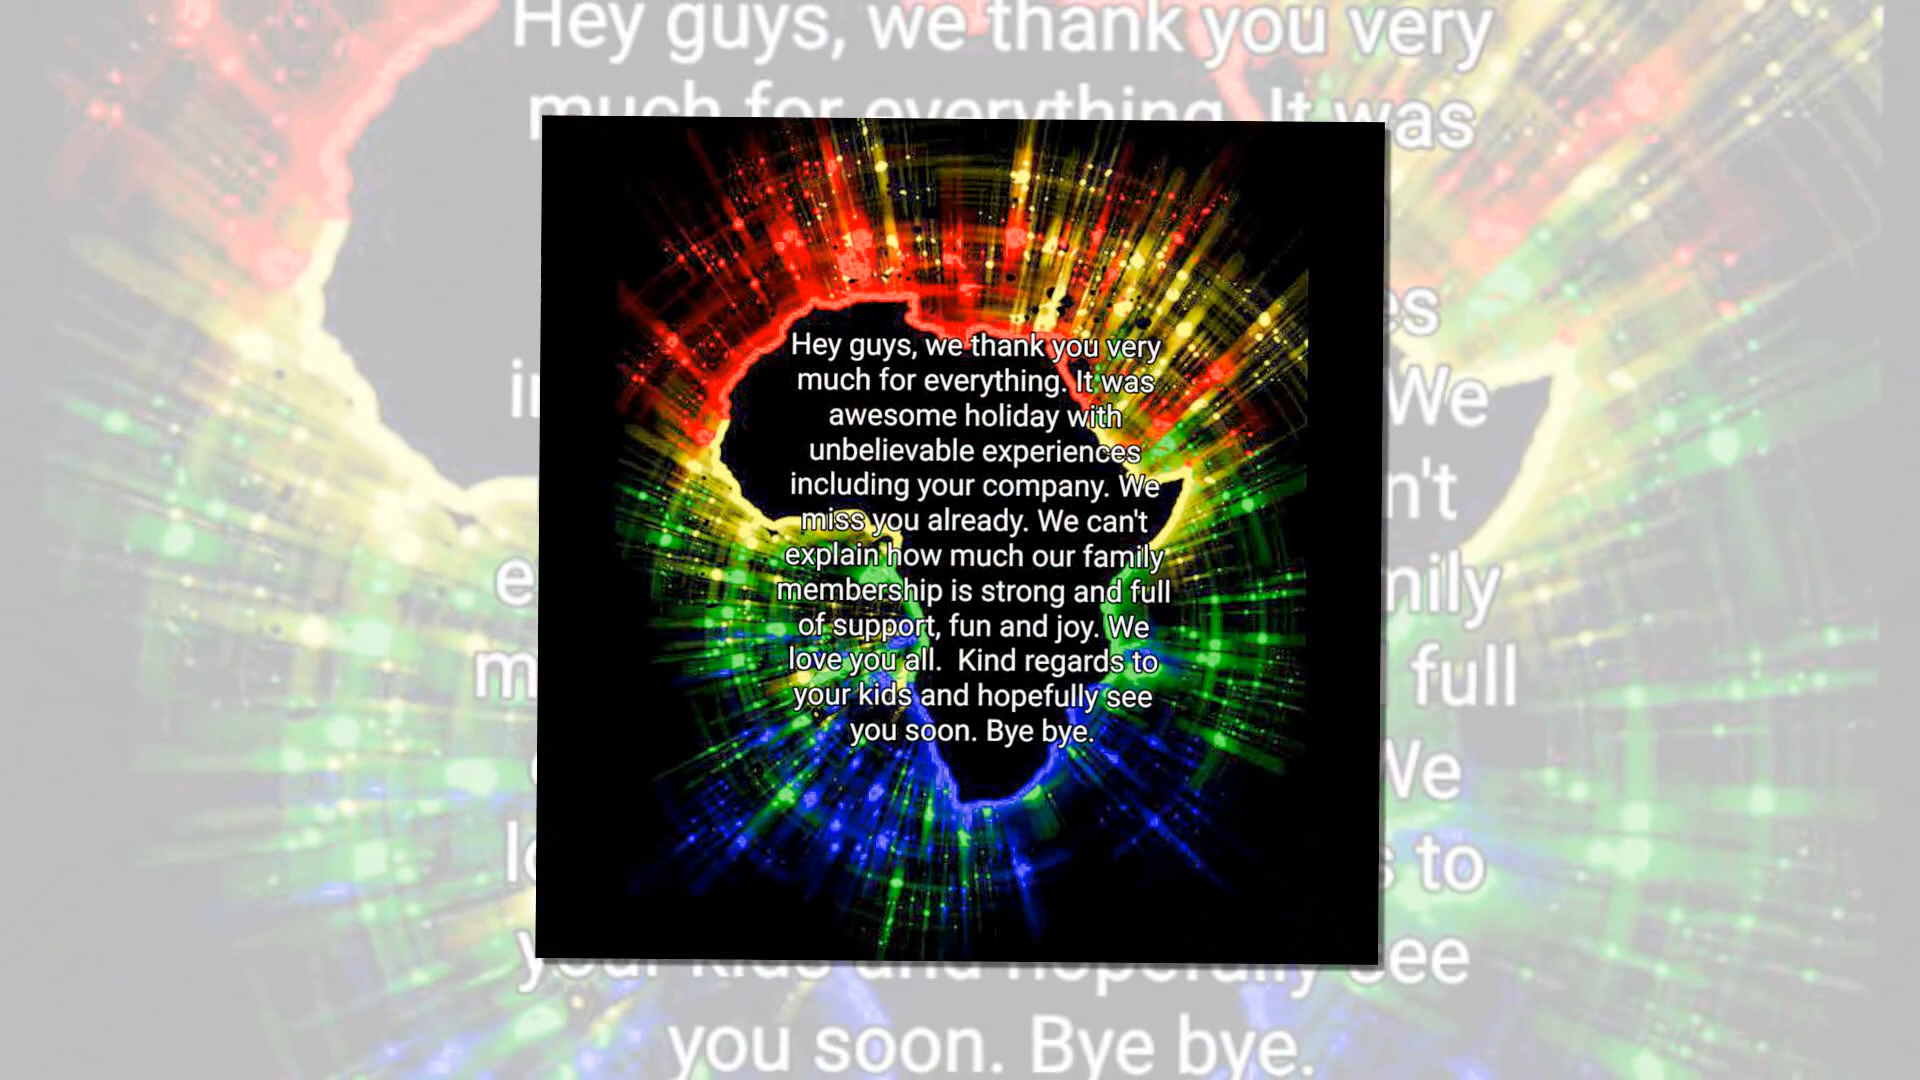 Hey guys, we thank you very
much for everything. It was
awesome holiday with
unbelievable experiences
including your company. We
miss you already. We can't
explain how much our family
membership is strong and full
of support, fun and joy. We
love you all.  Kind regards to
your kids and hopefully see
you soon. Bye bye.